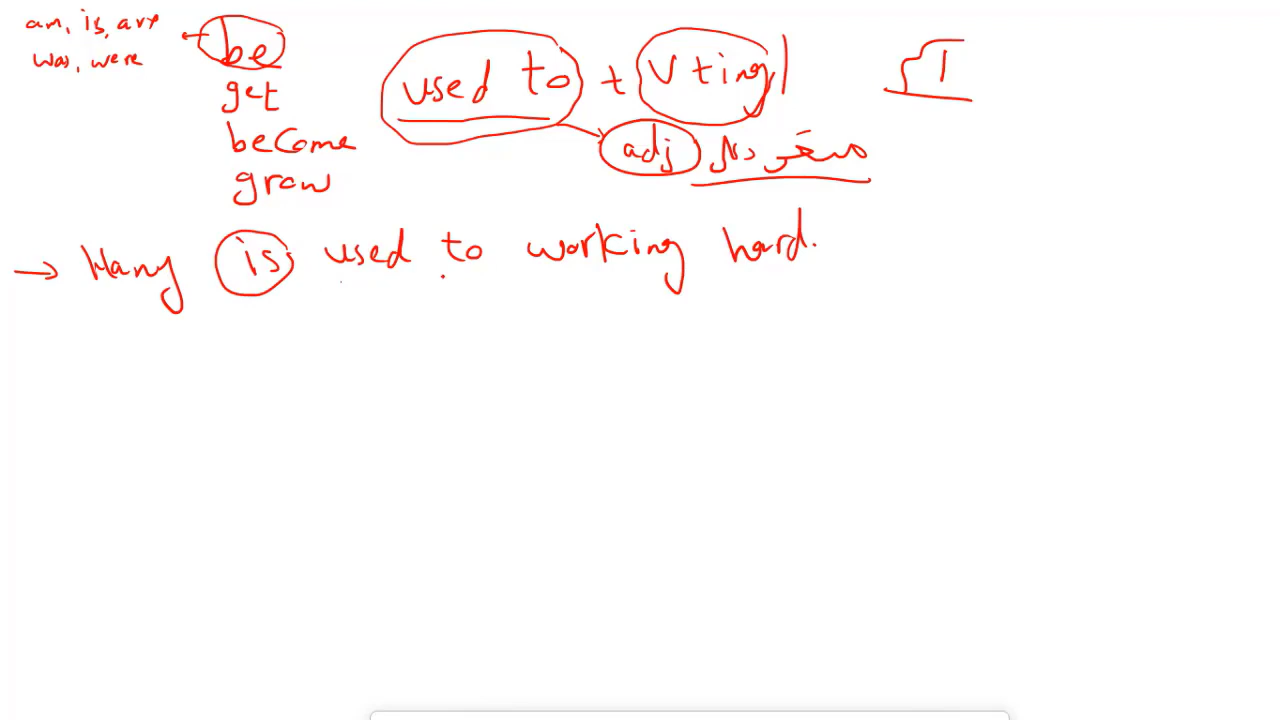 am, is, are
was, were
be
get
become
grow
used to + V + ing
adj
→ Hany is used to working hard.